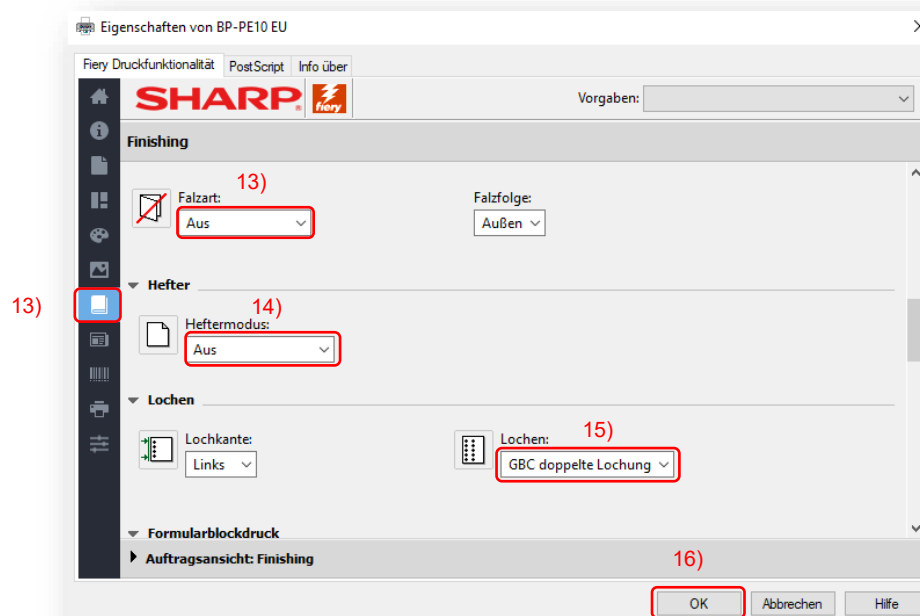 Eigenschaften von BP-PE10 EU
Fiery Druckfunktionalität PostScript Info über
SHARP fiery Vorgaben:
Finishing
13)
Falzart: Falzfolge:
Aus Außen
13)
Hefter
14)
Heftermodus:
Aus
Lochen
15)
Lochkante: Lochen:
Links GBC doppelte Lochung
Formularblockdruck
Auftragsansicht: Finishing
16)
OK Abbrechen Hilfe